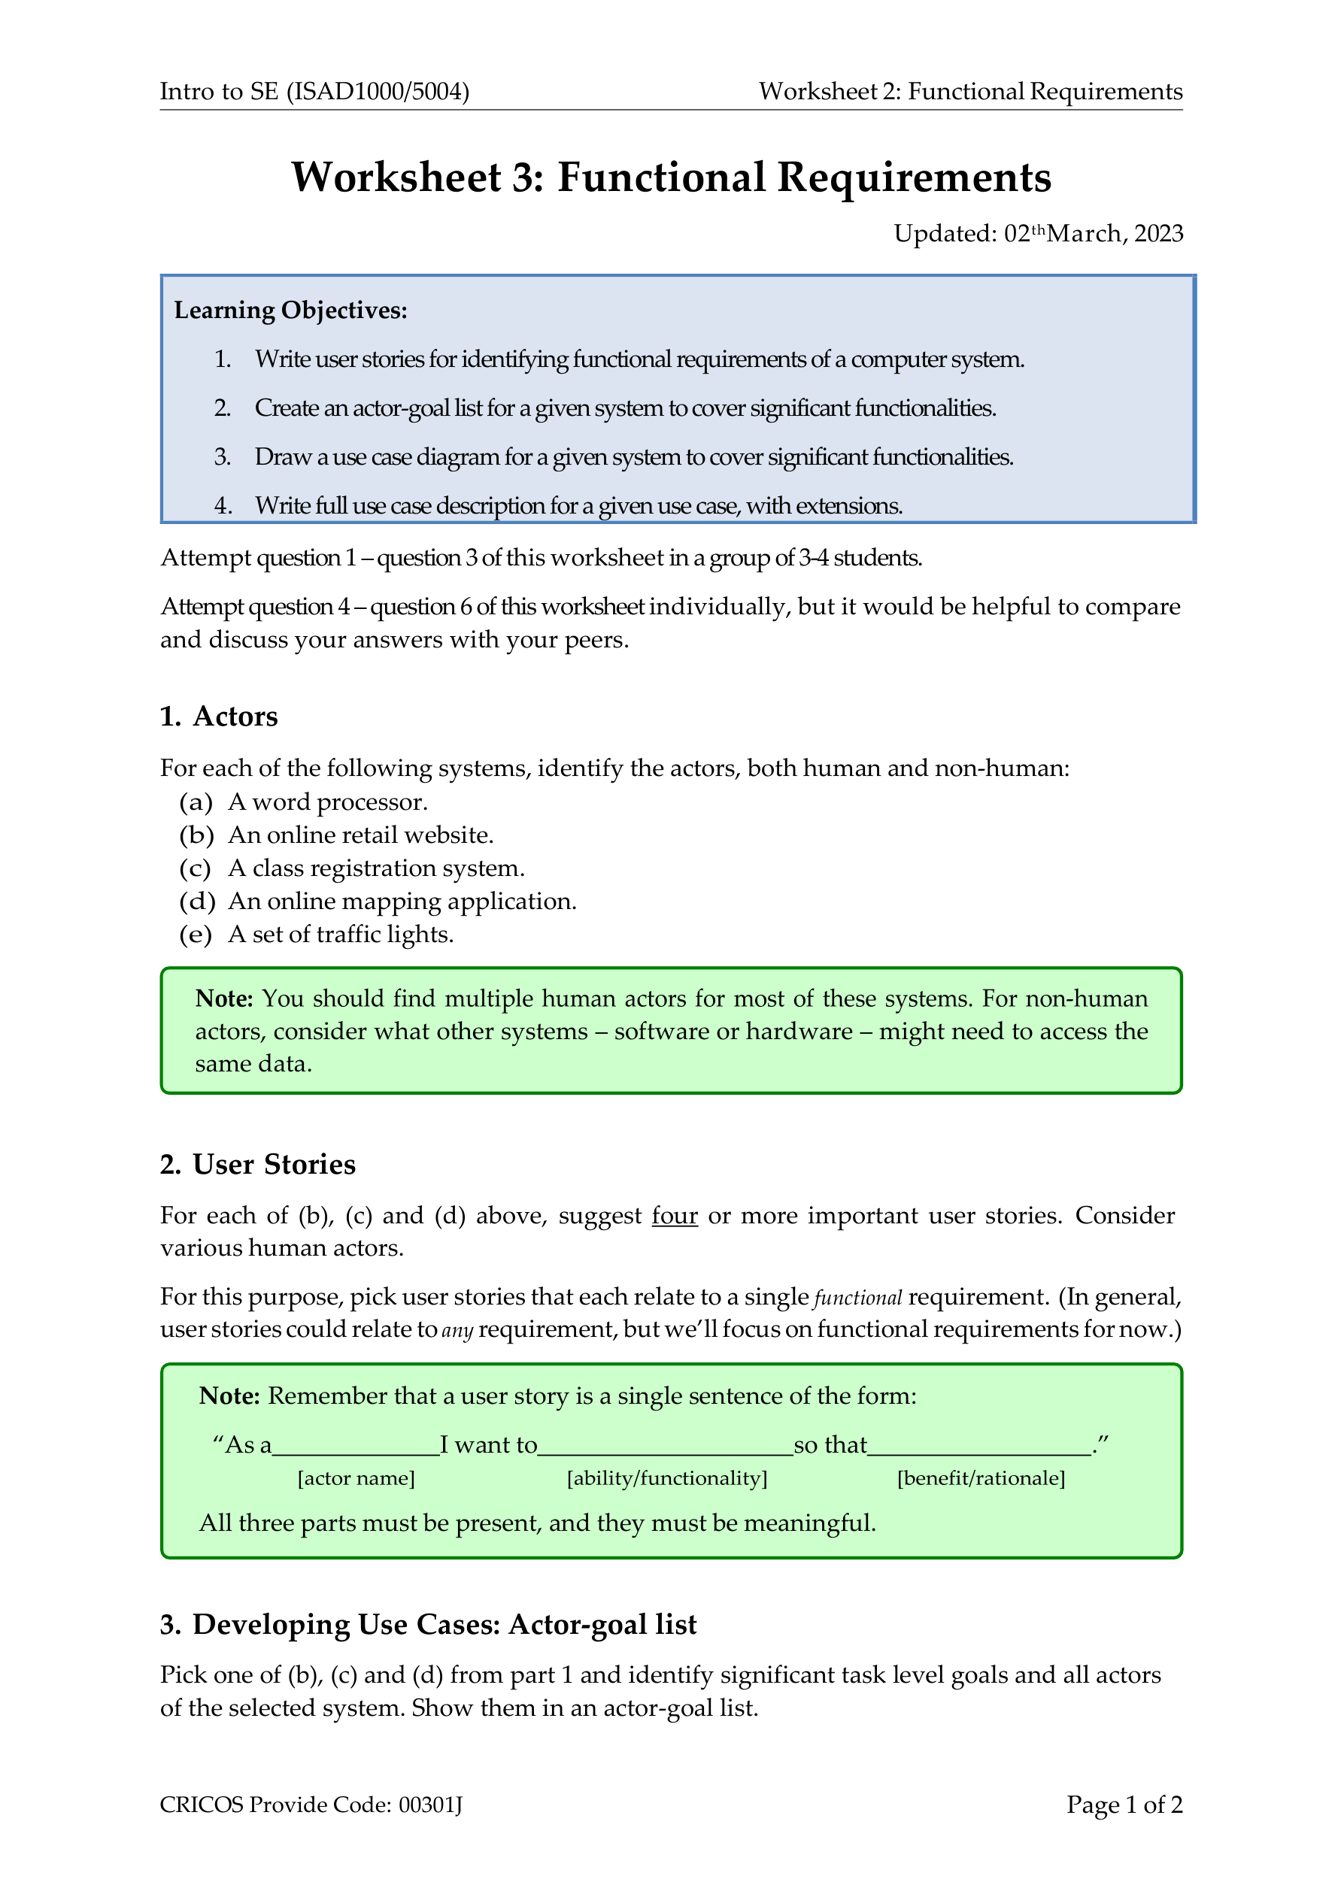 Intro to SE (ISAD1000/5004) Worksheet 2: Functional Requirements
Worksheet 3: Functional Requirements
Updated: 02thMarch, 2023
Learning Objectives:
1. Write user stories for identifying functional requirements of a computer system.
2. Create an actor-goal list for a given system to cover significant functionalities.
3. Draw a use case diagram for a given system to cover significant functionalities.
4. Write full use case description for a given use case, with extensions.
Attempt question 1 – question 3 of this worksheet in a group of 3-4 students.
Attempt question 4 – question 6 of this worksheet individually, but it would be helpful to compare
and discuss your answers with your peers.
1. Actors
For each of the following systems, identify the actors, both human and non-human:
(a) A word processor.
(b) An online retail website.
(c) A class registration system.
(d) An online mapping application.
(e) A set of traffic lights.
Note: You should find multiple human actors for most of these systems. For non-human
actors, consider what other systems – software or hardware – might need to access the
same data.
2. User Stories
For each of (b), (c) and (d) above, suggest four or more important user stories. Consider
various human actors.
For this purpose, pick user stories that each relate to a single functional requirement. (In general,
user stories could relate to any requirement, but we’ll focus on functional requirements for now.)
Note: Remember that a user story is a single sentence of the form:
“As a_____________I want to____________________so that_________________.”
[actor name] [ability/functionality] [benefit/rationale]
All three parts must be present, and they must be meaningful.
3. Developing Use Cases: Actor-goal list
Pick one of (b), (c) and (d) from part 1 and identify significant task level goals and all actors
of the selected system. Show them in an actor-goal list.
CRICOS Provide Code: 00301J Page 1 of 2